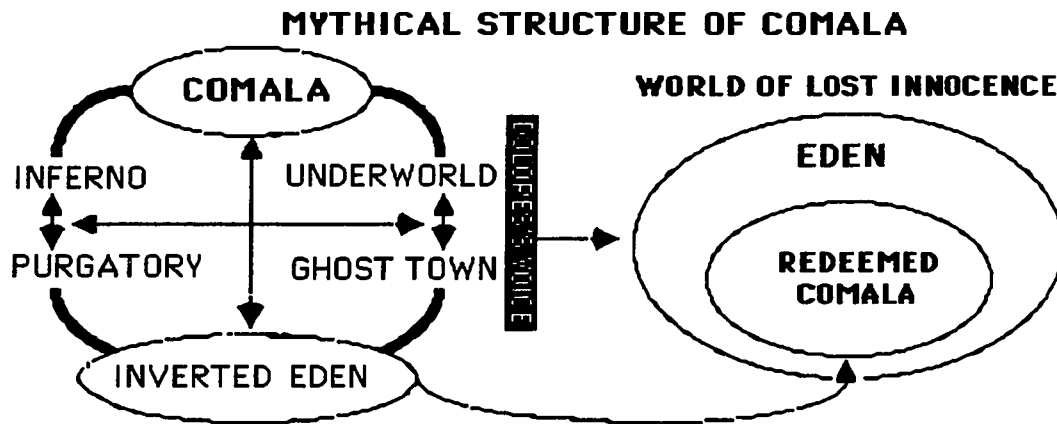 MYTHICAL STRUCTURE OF COMALA
COMALA
WORLD OF LOST INNOCENCE
EDEN
INFERNO
UNDERWORLD
PURGATORY
GHOST TOWN
REDEEMED
COMALA
INVERTED EDEN